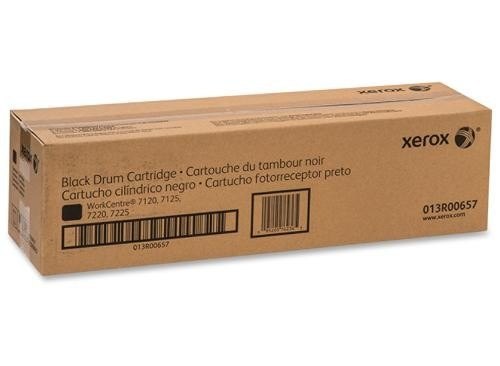 xerox
Black Drum Cartridge • Cartouche du tambour noir
Cartucho cilíndrico negro • Cartucho fotorreceptor preto
WorkCentre® 7120, 7125,
7220, 7225
013R00657
013R00657
www.xerox.com